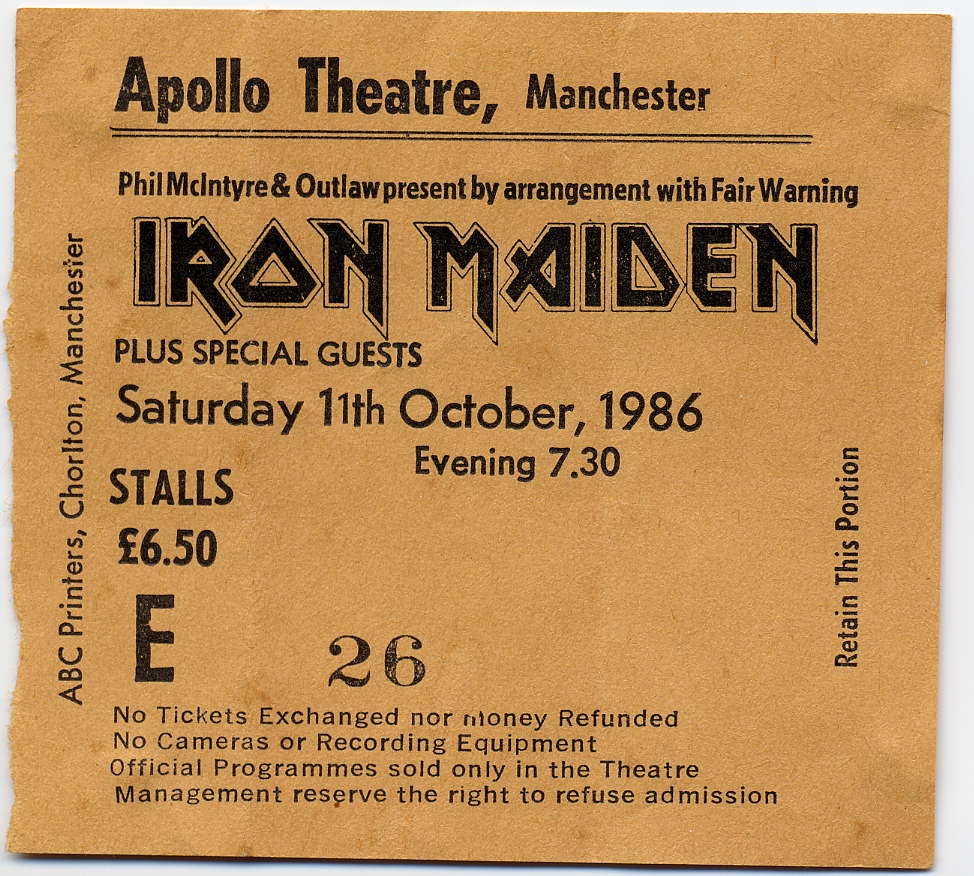 Apollo Theatre, Manchester
Phil McIntyre & Outlaw present by arrangement with Fair Warning
IRON MAIDEN
PLUS SPECIAL GUESTS
Saturday 11th October, 1986
Evening 7.30
STALLS
£6.50
E 26
No Tickets Exchanged nor money Refunded
No Cameras or Recording Equipment
Official Programmes sold only in the Theatre
Management reserve the right to refuse admission
ABC Printers, Chorlton, Manchester
Retain This Portion